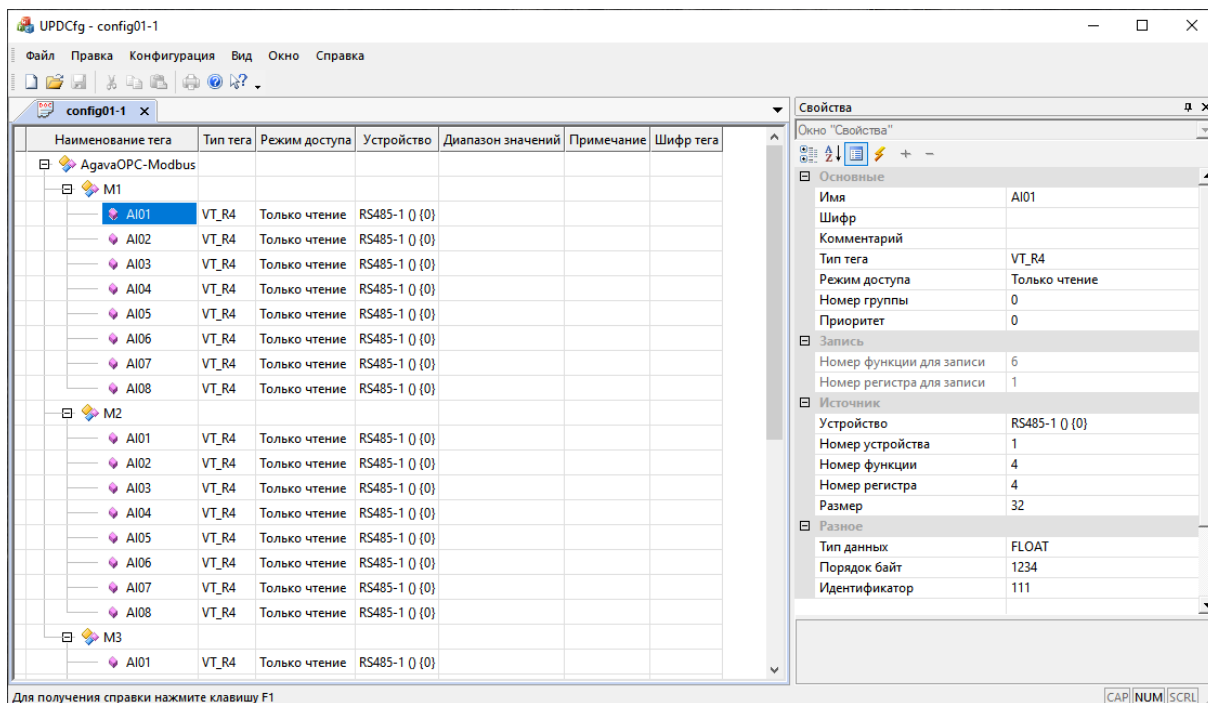 UPDCfg - config01-1
Файл Правка Конфигурация Вид Окно Справка
config01-1
Наименование тега Тип тега Режим доступа Устройство Диапазон значений Примечание Шифр тега
AgavaOPC-Modbus
M1
AI01 VT_R4 Только чтение RS485-1 () {0}
AI02 VT_R4 Только чтение RS485-1 () {0}
AI03 VT_R4 Только чтение RS485-1 () {0}
AI04 VT_R4 Только чтение RS485-1 () {0}
AI05 VT_R4 Только чтение RS485-1 () {0}
AI06 VT_R4 Только чтение RS485-1 () {0}
AI07 VT_R4 Только чтение RS485-1 () {0}
AI08 VT_R4 Только чтение RS485-1 () {0}
M2
AI01 VT_R4 Только чтение RS485-1 () {0}
AI02 VT_R4 Только чтение RS485-1 () {0}
AI03 VT_R4 Только чтение RS485-1 () {0}
AI04 VT_R4 Только чтение RS485-1 () {0}
AI05 VT_R4 Только чтение RS485-1 () {0}
AI06 VT_R4 Только чтение RS485-1 () {0}
AI07 VT_R4 Только чтение RS485-1 () {0}
AI08 VT_R4 Только чтение RS485-1 () {0}
M3
AI01 VT_R4 Только чтение RS485-1 () {0}
Свойства
Окно "Свойства"
Основные
Имя AI01
Шифр
Комментарий
Тип тега VT_R4
Режим доступа Только чтение
Номер группы 0
Приоритет 0
Запись
Номер функции для записи 6
Номер регистра для записи 1
Источник
Устройство RS485-1 () {0}
Номер устройства 1
Номер функции 4
Номер регистра 4
Размер 32
Разное
Тип данных FLOAT
Порядок байт 1234
Идентификатор 111
Для получения справки нажмите клавишу F1
CAP NUM SCRL